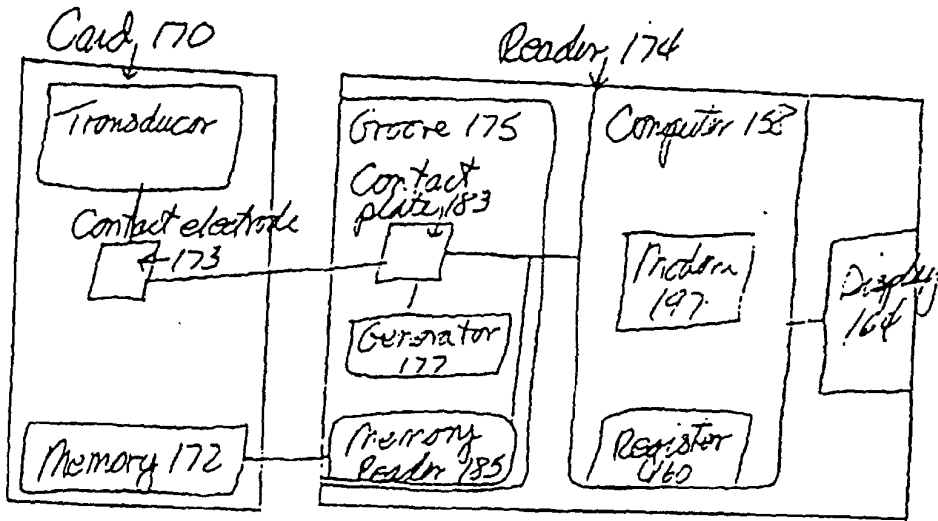 Card, 170
Reader, 174
Transducer
Groove 175
Computer 158
Contact
plate, 183
Contact electrode
173
Modem
197
Display
164
Generator
177
Memory 172
Memory
Reader 185
Register
160